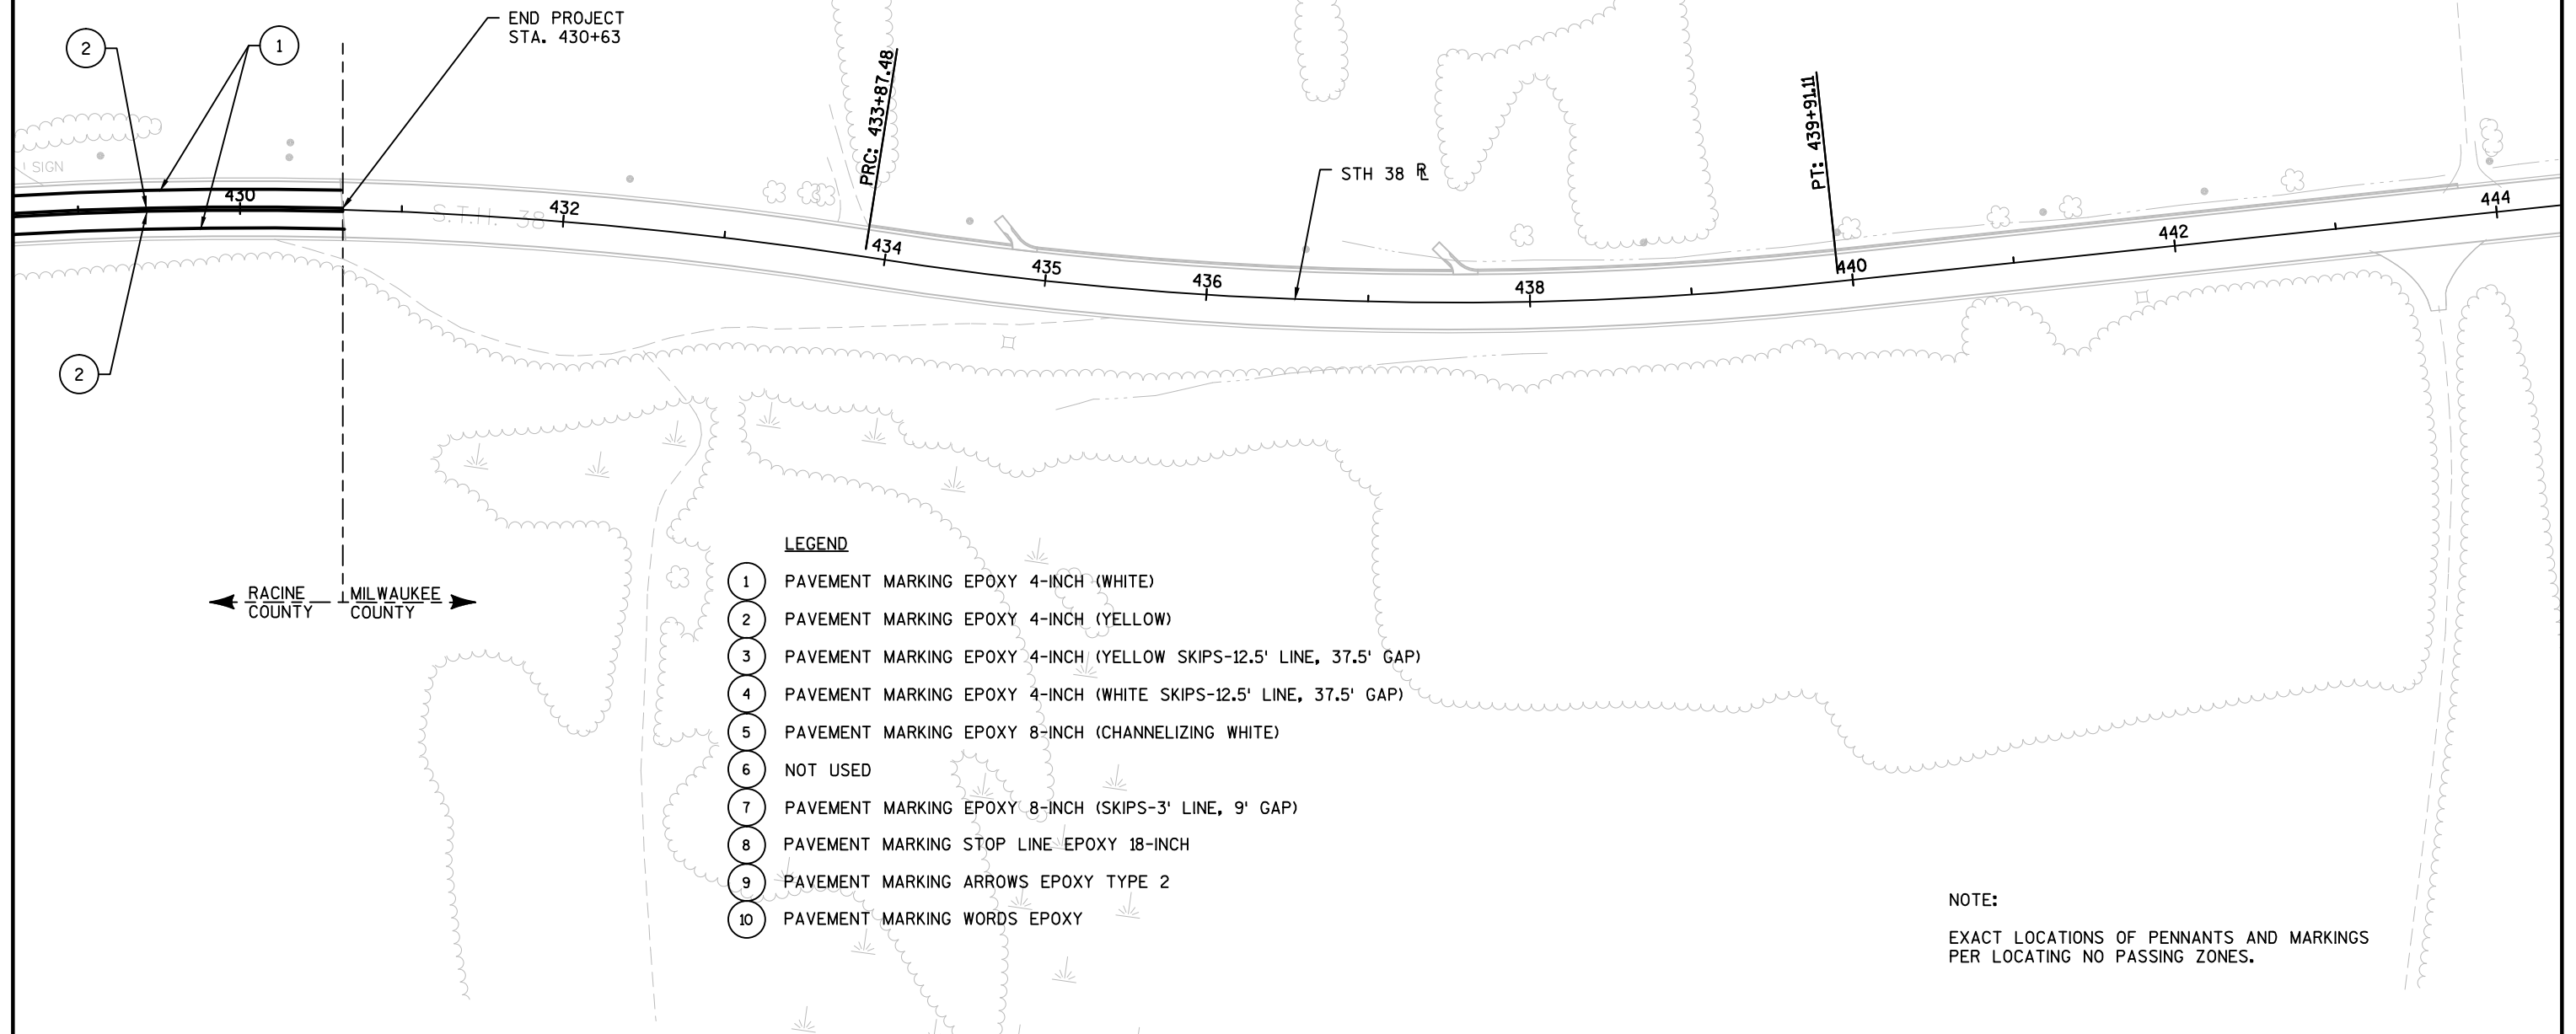 END PROJECT
STA. 430+63
2
1
PRC: 433+87.48
PT: 439+91.11
SIGN
STH 38 R/L
430
S.T.H. 38
432
434
435
436
438
440
442
444
2
LEGEND
1 PAVEMENT MARKING EPOXY 4-INCH (WHITE)
2 PAVEMENT MARKING EPOXY 4-INCH (YELLOW)
3 PAVEMENT MARKING EPOXY 4-INCH (YELLOW SKIPS-12.5' LINE, 37.5' GAP)
4 PAVEMENT MARKING EPOXY 4-INCH (WHITE SKIPS-12.5' LINE, 37.5' GAP)
5 PAVEMENT MARKING EPOXY 8-INCH (CHANNELIZING WHITE)
6 NOT USED
7 PAVEMENT MARKING EPOXY 8-INCH (SKIPS-3' LINE, 9' GAP)
8 PAVEMENT MARKING STOP LINE EPOXY 18-INCH
9 PAVEMENT MARKING ARROWS EPOXY TYPE 2
10 PAVEMENT MARKING WORDS EPOXY
RACINE
COUNTY
MILWAUKEE
COUNTY
NOTE:
EXACT LOCATIONS OF PENNANTS AND MARKINGS
PER LOCATING NO PASSING ZONES.